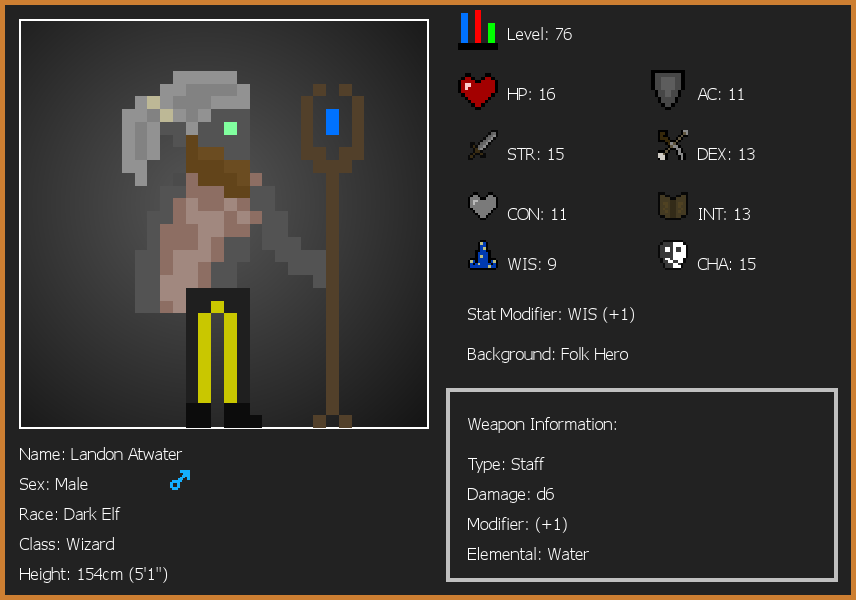 Level: 76
HP: 16
AC: 11
STR: 15
DEX: 13
CON: 11
INT: 13
WIS: 9
CHA: 15
Stat Modifier: WIS (+1)
Background: Folk Hero
Weapon Information:
Type: Staff
Damage: d6
Modifier: (+1)
Elemental: Water
Name: Landon Atwater
Sex: Male
Race: Dark Elf
Class: Wizard
Height: 154cm (5'1")